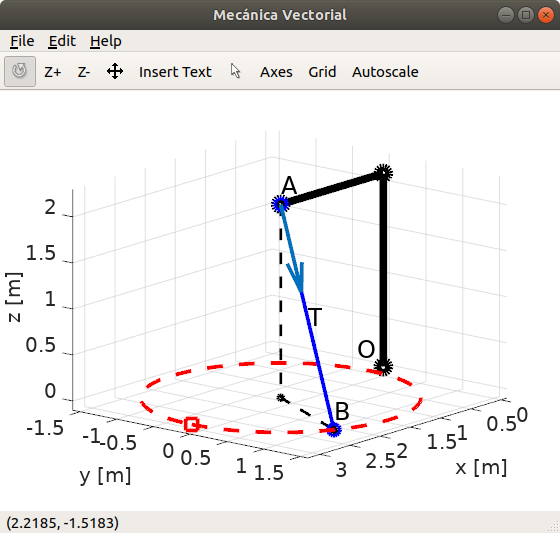 Mecánica Vectorial
File Edit Help
Z+ Z- Insert Text Axes Grid Autoscale
A
2
1.5
z [m]
1
T
O
0.5
0
B
-1.5
-1
-0.5
0
0.5
1
1.5
y [m]
3
2.5
2
1.5
1
0.5
0
x [m]
(2.2185, -1.5183)